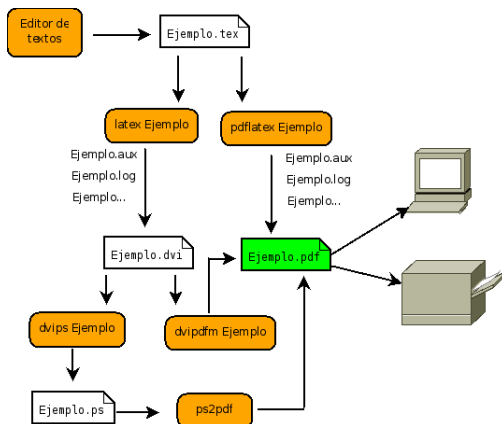 Editor de
textos
Ejemplo.tex
latex Ejemplo
pdflatex Ejemplo
Ejemplo.aux
Ejemplo.log
Ejemplo...
Ejemplo.aux
Ejemplo.log
Ejemplo...
Ejemplo.dvi
Ejemplo.pdf
dvips Ejemplo
dvipdfm Ejemplo
Ejemplo.ps
ps2pdf